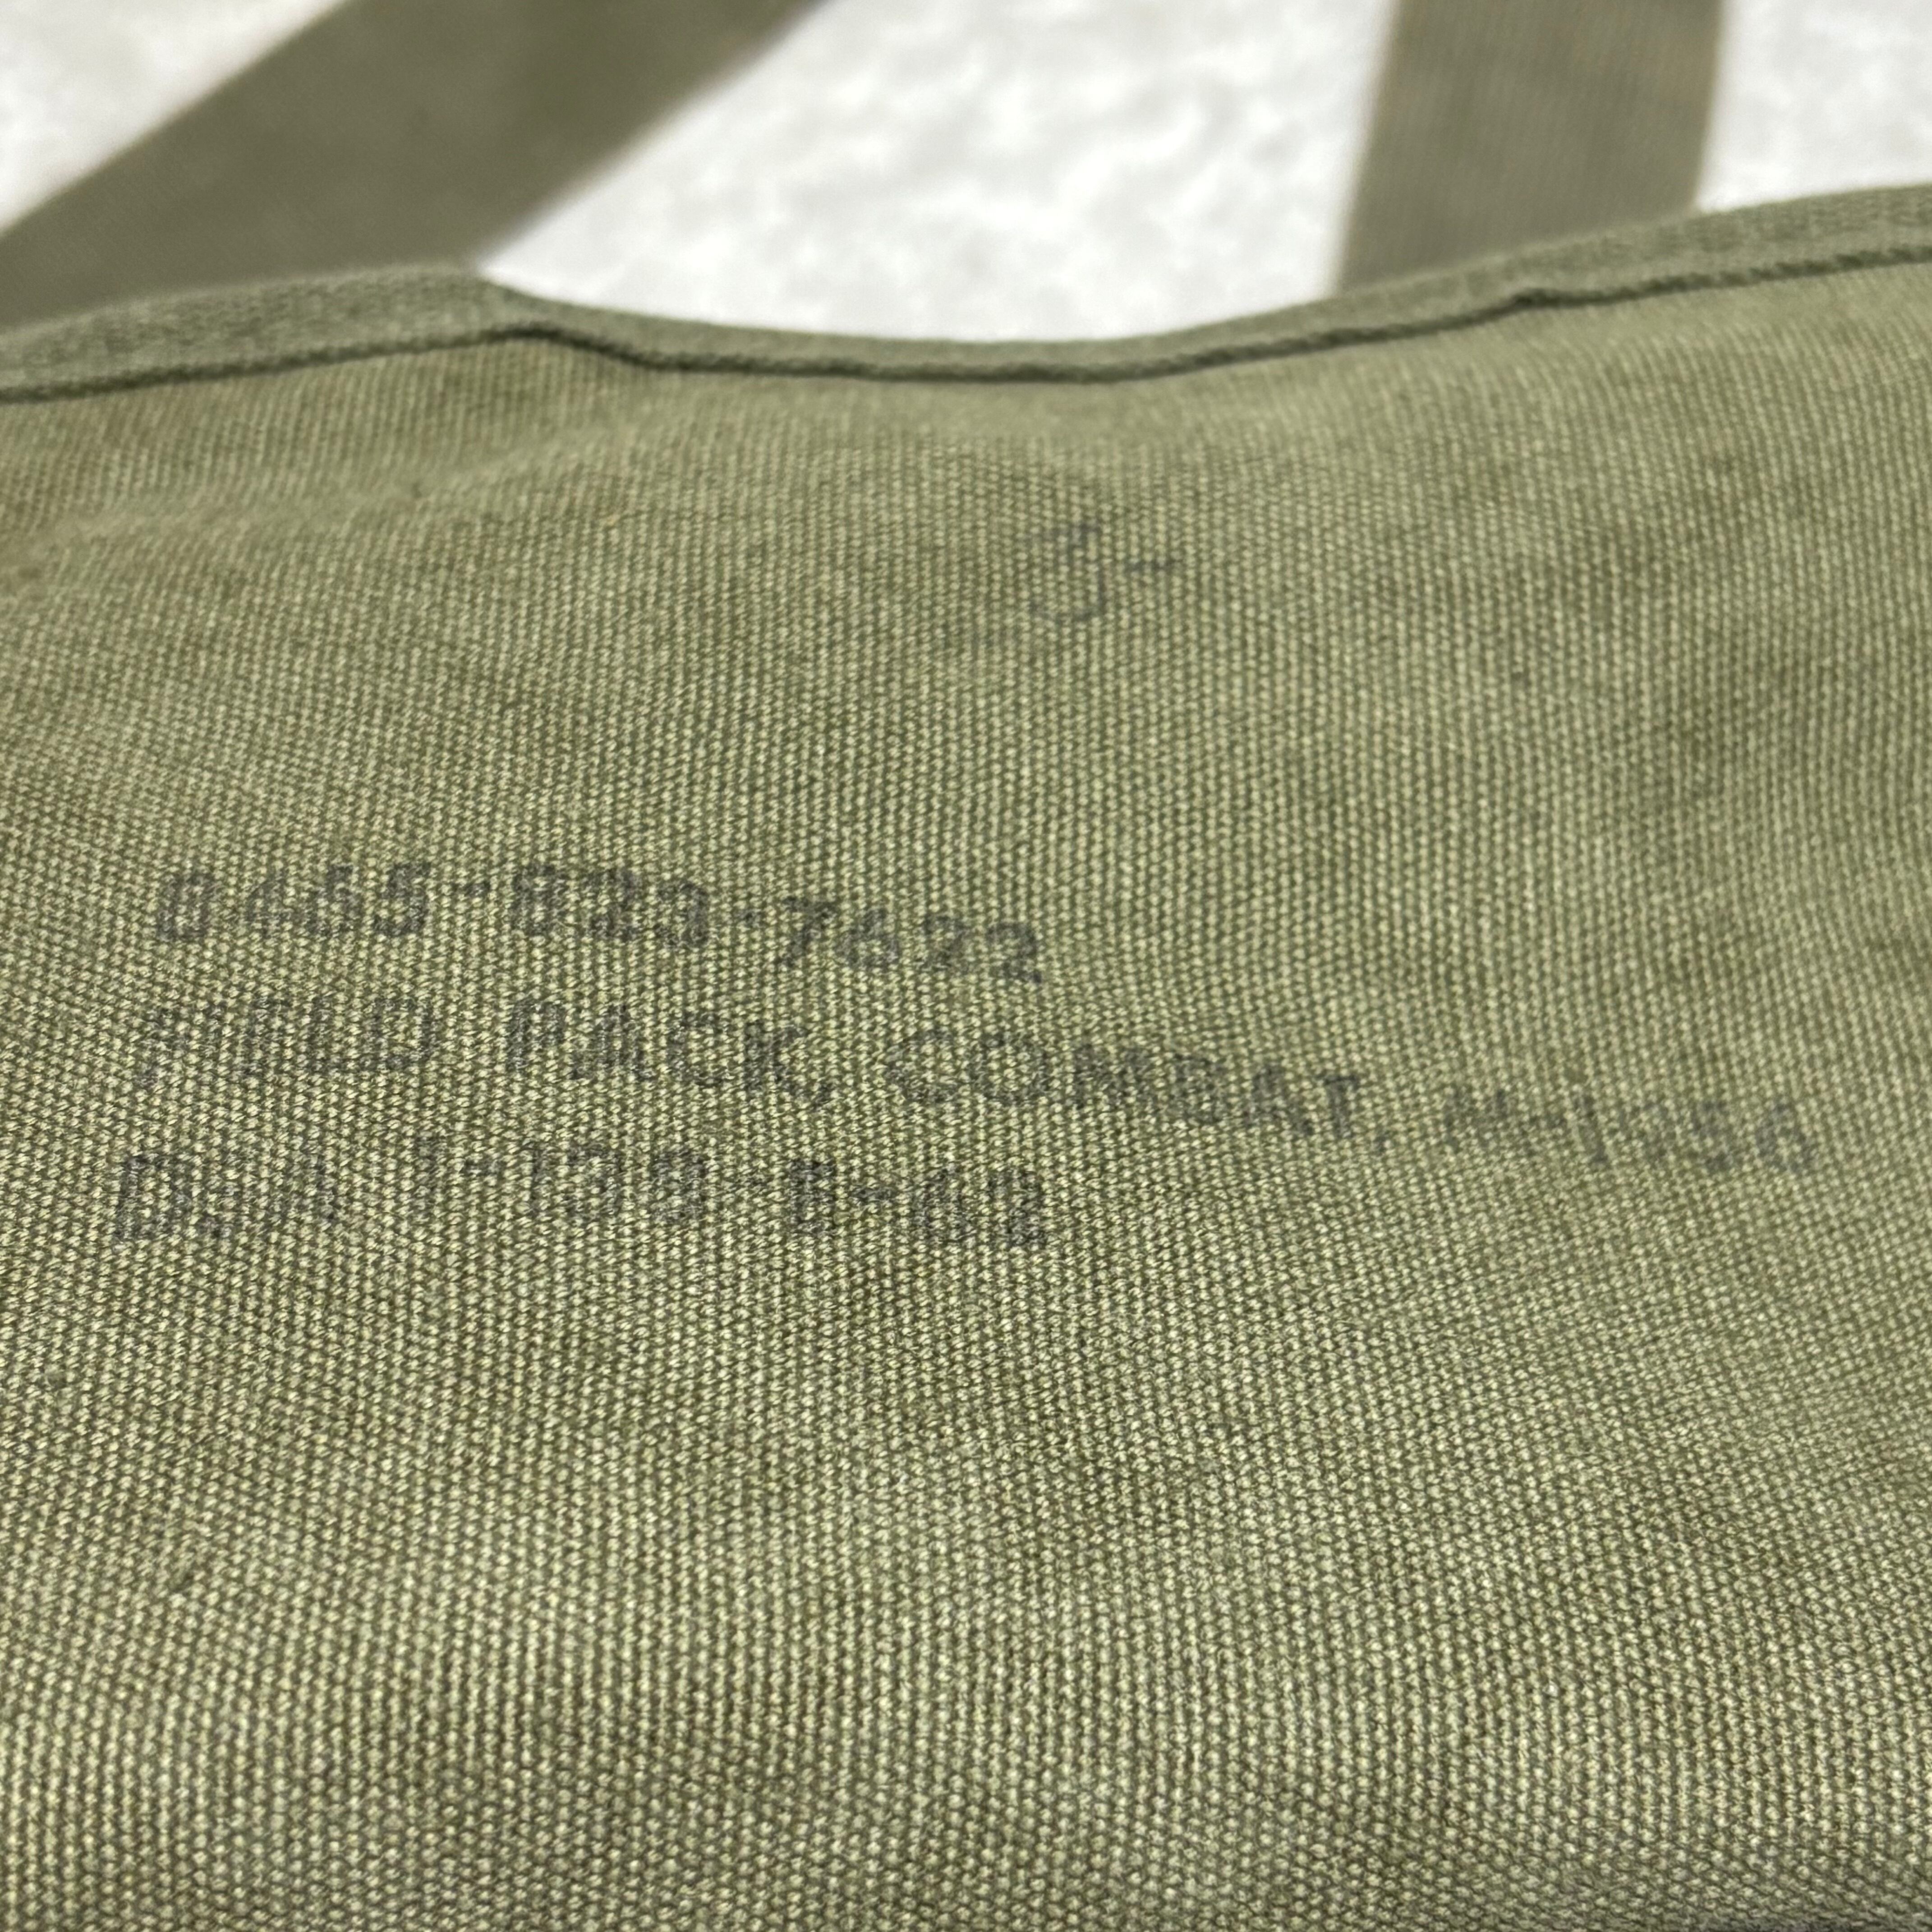 8465-823-7622
FIELD PACK, COMBAT, M-1956
DSA 1-139-E-62